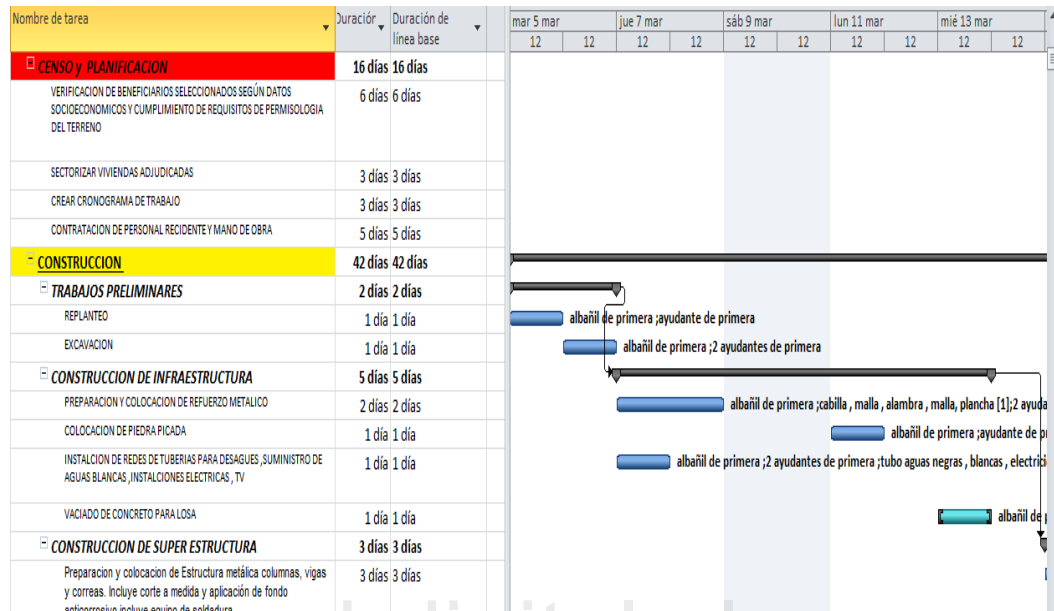 Nombre de tarea
Duración
Duración de
línea base
mar 5 mar
jue 7 mar
sáb 9 mar
lun 11 mar
mié 13 mar
12 12 12 12 12 12 12 12 12 12
CENSO y PLANIFICACION
16 días 16 días
VERIFICACION DE BENEFICIARIOS SELECCIONADOS SEGÚN DATOS
SOCIOECONOMICOS Y CUMPLIMIENTO DE REQUISITOS DE PERMISOLOGIA
DEL TERRENO
6 días 6 días
SECTORIZAR VIVIENDAS ADJUDICADAS
3 días 3 días
CREAR CRONOGRAMA DE TRABAJO
3 días 3 días
CONTRATACION DE PERSONAL RECIDENTE Y MANO DE OBRA
5 días 5 días
CONSTRUCCION
42 días 42 días
TRABAJOS PRELIMINARES
2 días 2 días
REPLANTEO
1 día 1 día
albañil de primera ;ayudante de primera
EXCAVACION
1 día 1 día
albañil de primera ;2 ayudantes de primera
CONSTRUCCION DE INFRAESTRUCTURA
5 días 5 días
PREPARACION Y COLOCACION DE REFUERZO METALICO
2 días 2 días
albañil de primera ;cabilla , malla , alambra , malla, plancha [1];2 ayuda
COLOCACION DE PIEDRA PICADA
1 día 1 día
albañil de primera ;ayudante de
INSTALCION DE REDES DE TUBERIAS PARA DESAGUES ,SUMINISTRO DE
AGUAS BLANCAS ,INSTALCIONES ELECTRICAS , TV
1 día 1 día
albañil de primera ;2 ayudantes de primera ;tubo aguas negras , blancas , electrici
VACIADO DE CONCRETO PARA LOSA
1 día 1 día
albañil de
CONSTRUCCION DE SUPER ESTRUCTURA
3 días 3 días
Preparacion y colocacion de Estructura metálica columnas, vigas
y correas. Incluye corte a medida y aplicación de fondo
anticorrosivo incluye equipo de soldadura
3 días 3 días